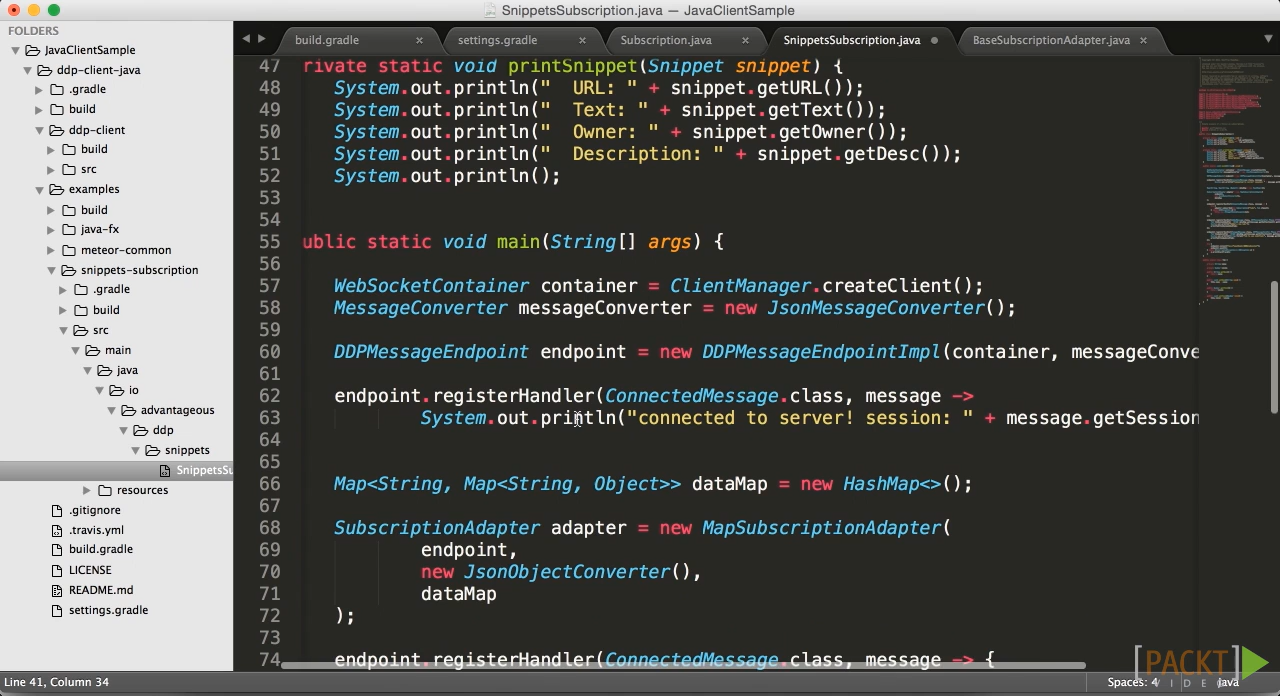 SnippetsSubscription.java — JavaClientSample
FOLDERS
JavaClientSample
ddp-client-java
.gradle
build
ddp-client
build
src
examples
build
java-fx
meteor-common
snippets-subscription
.gradle
build
src
main
java
io
advantageous
ddp
snippets
SnippetsSu
resources
.gitignore
.travis.yml
build.gradle
LICENSE
README.md
settings.gradle
build.gradle × settings.gradle × Subscription.java × SnippetsSubscription.java BaseSubscriptionAdapter.java ×
47 rivate static void printSnippet(Snippet snippet) {
48 System.out.println("  URL: " + snippet.getURL());
49 System.out.println("  Text: " + snippet.getText());
50 System.out.println("  Owner: " + snippet.getOwner());
51 System.out.println("  Description: " + snippet.getDesc());
52 System.out.println();
53
54
55 ublic static void main(String[] args) {
56
57 WebSocketContainer container = ClientManager.createClient();
58 MessageConverter messageConverter = new JsonMessageConverter();
59
60 DDPMessageEndpoint endpoint = new DDPMessageEndpointImpl(container, messageConve
61
62 endpoint.registerHandler(ConnectedMessage.class, message ->
63 System.out.println("connected to server! session: " + message.getSession
64
65
66 Map<String, Map<String, Object>> dataMap = new HashMap<>();
67
68 SubscriptionAdapter adapter = new MapSubscriptionAdapter(
69 endpoint,
70 new JsonObjectConverter(),
71 dataMap
72 );
73
74 endpoint.registerHandler(ConnectedMessage.class, message -> {
[PACKT]
VIDEO
Line 41, Column 34
Spaces: 4
Java